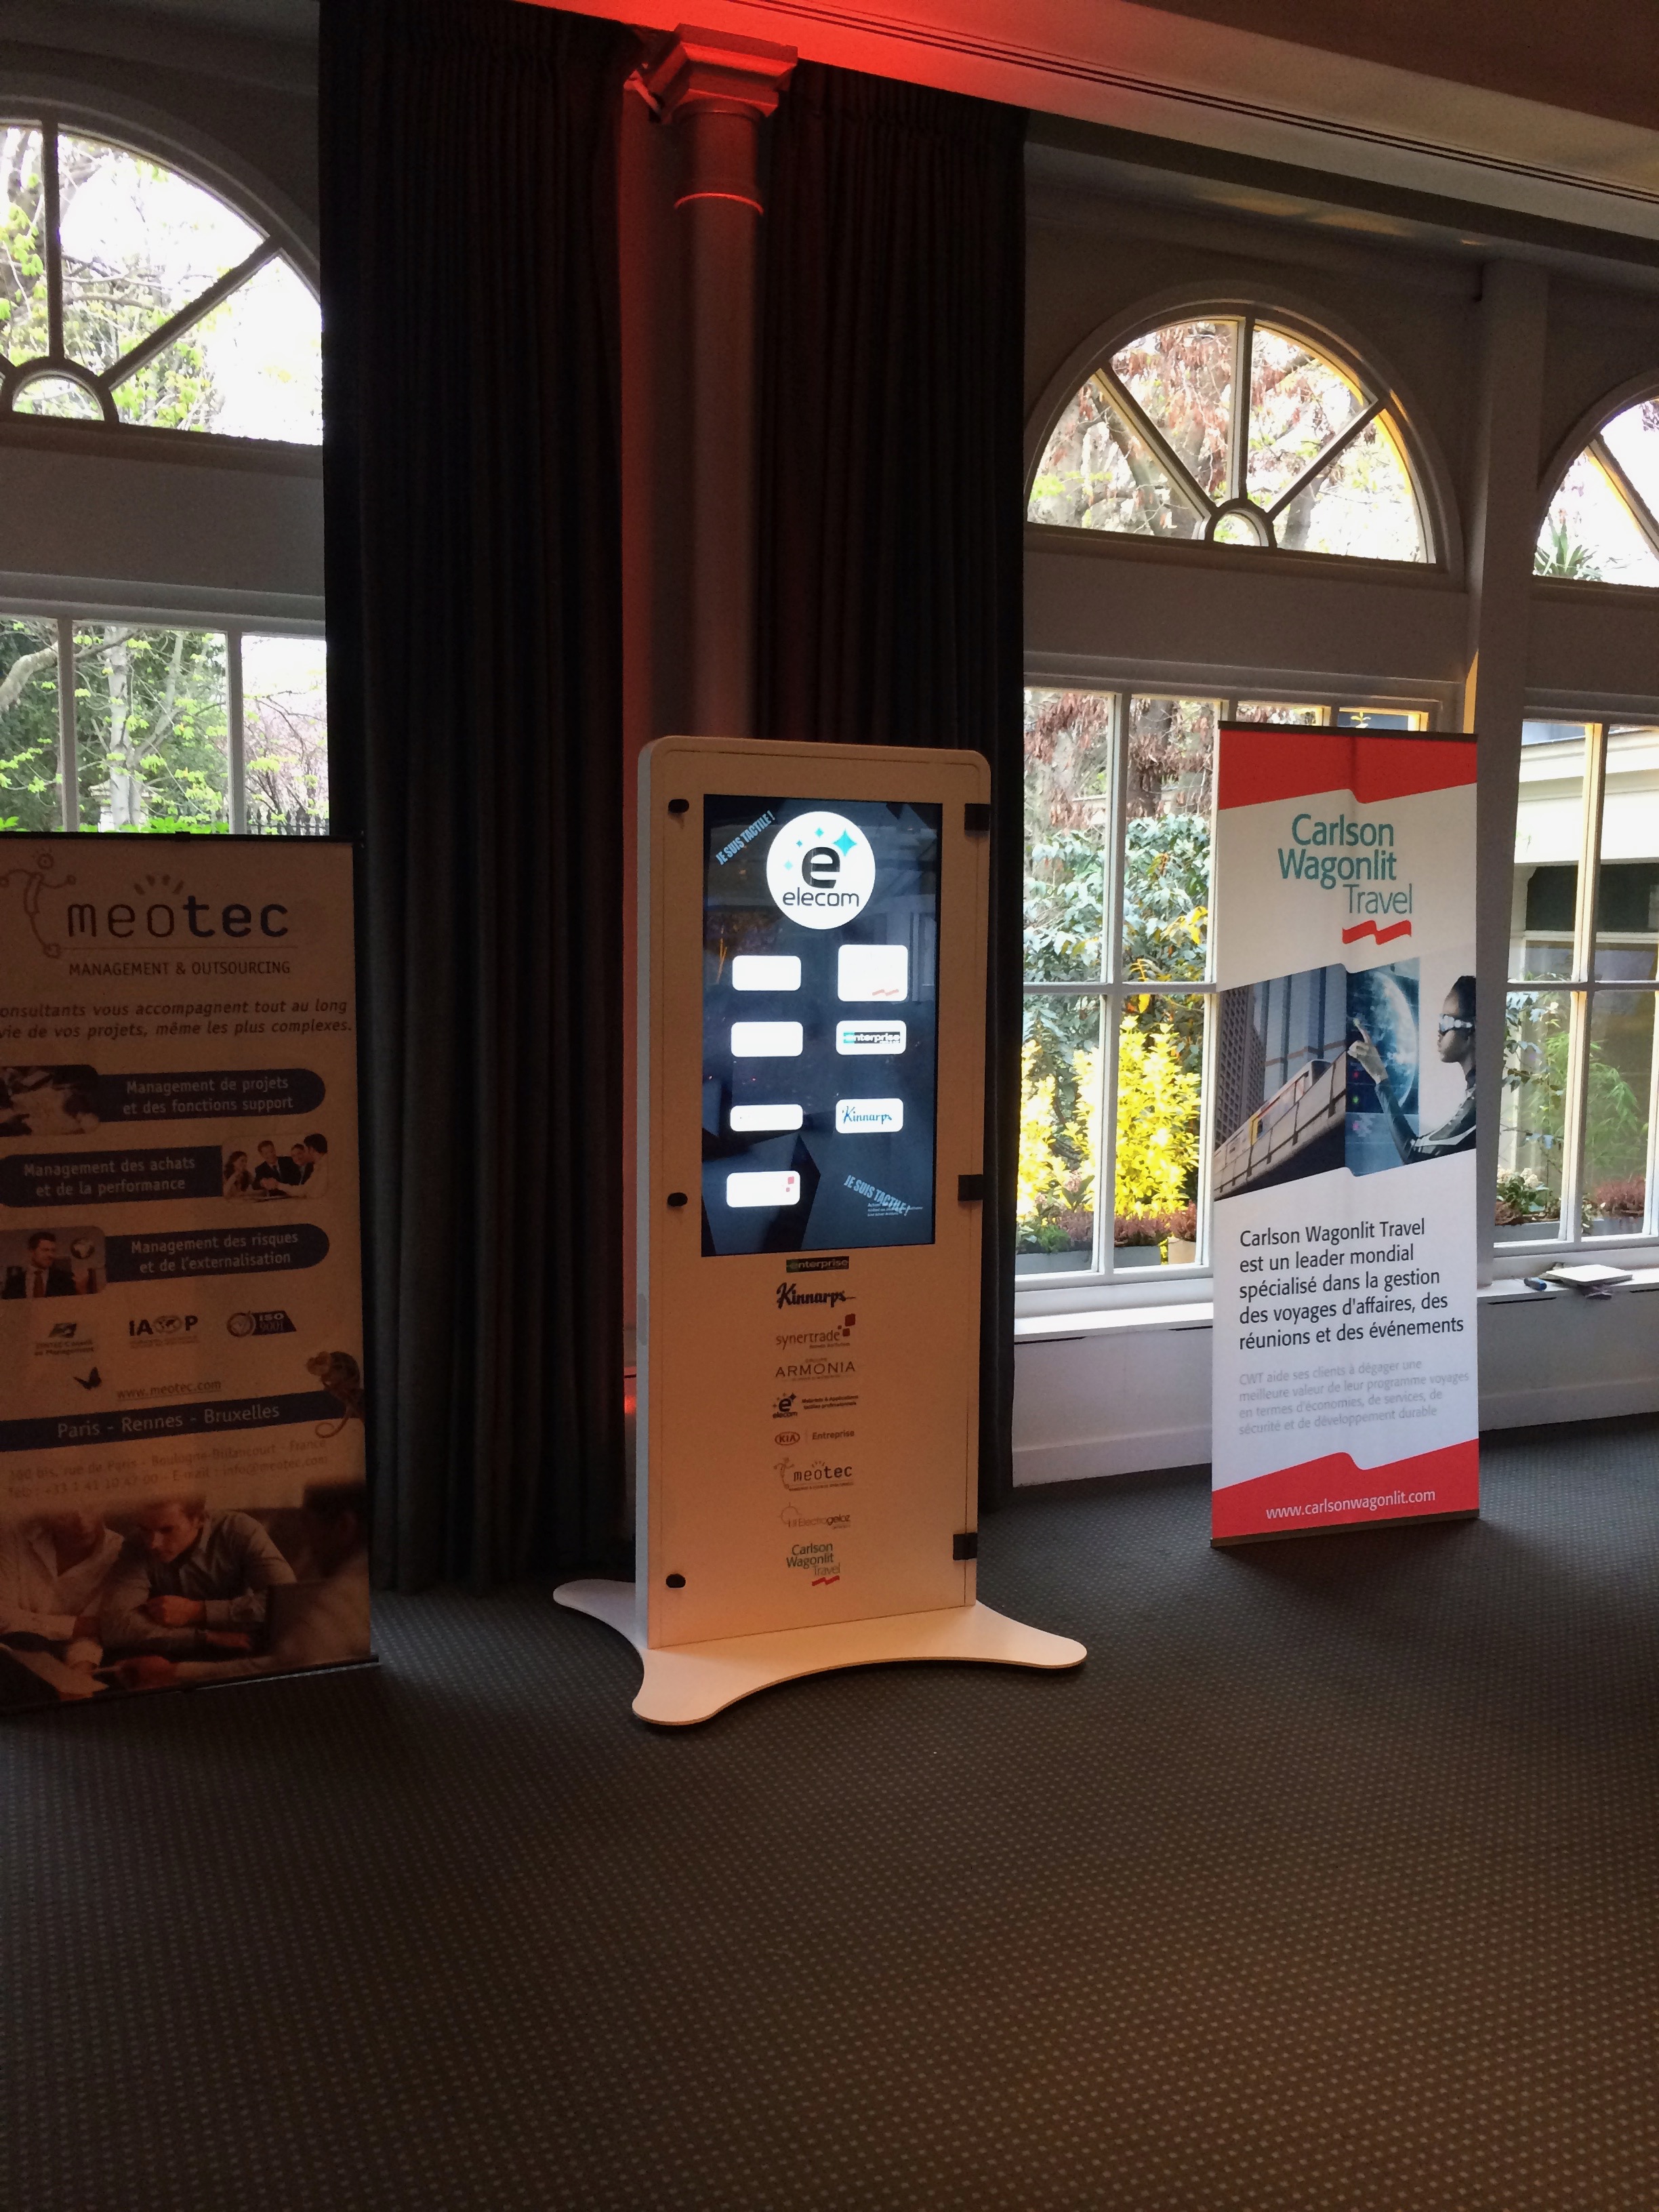 meotec
MANAGEMENT & OUTSOURCING
onsultants vous accompagnent tout au long
vie de vos projets, même les plus complexes.
Management de projets
et des fonctions support
Management des achats
et de la performance
Management des risques
et de l'externalisation
IAOP
ISO
9001
www.meotec.com
Paris - Rennes - Bruxelles
JE SUIS TACTILE !
e
elecom
enterprise
Kinnarps
JE SUIS TACTILE !
enterprise
Kinnarps
synertrade
ARMONIA
e
elecom
KIA Entreprise
meotec
Carlson
Wagonlit
Travel
Carlson
Wagonlit
Travel
Carlson Wagonlit Travel
est un leader mondial
spécialisé dans la gestion
des voyages d'affaires, des
réunions et des événements
CWT aide ses clients à dégager une
meilleure valeur de leur programme voyages
en termes d'économies, de services, de
sécurité et de développement durable
www.carlsonwagonlit.com